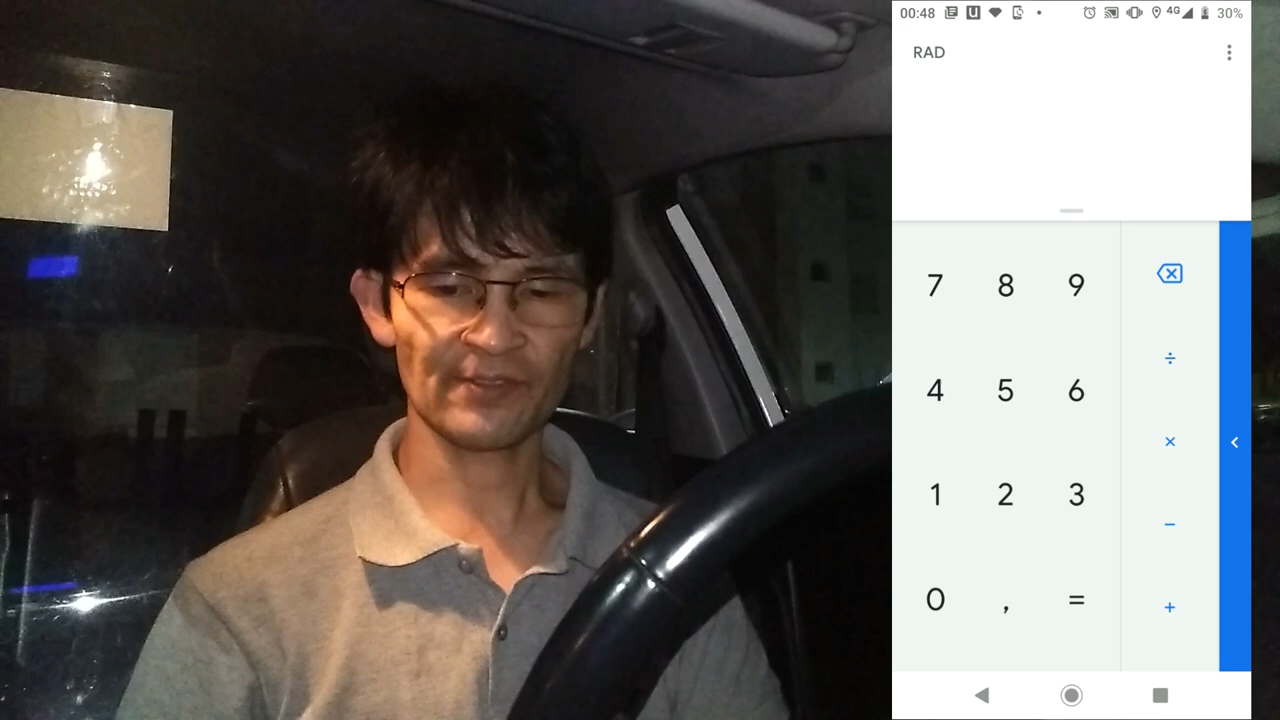 00:48 4G 30%
RAD
7 8 9
÷
4 5 6
×
1 2 3
−
0 , =
+